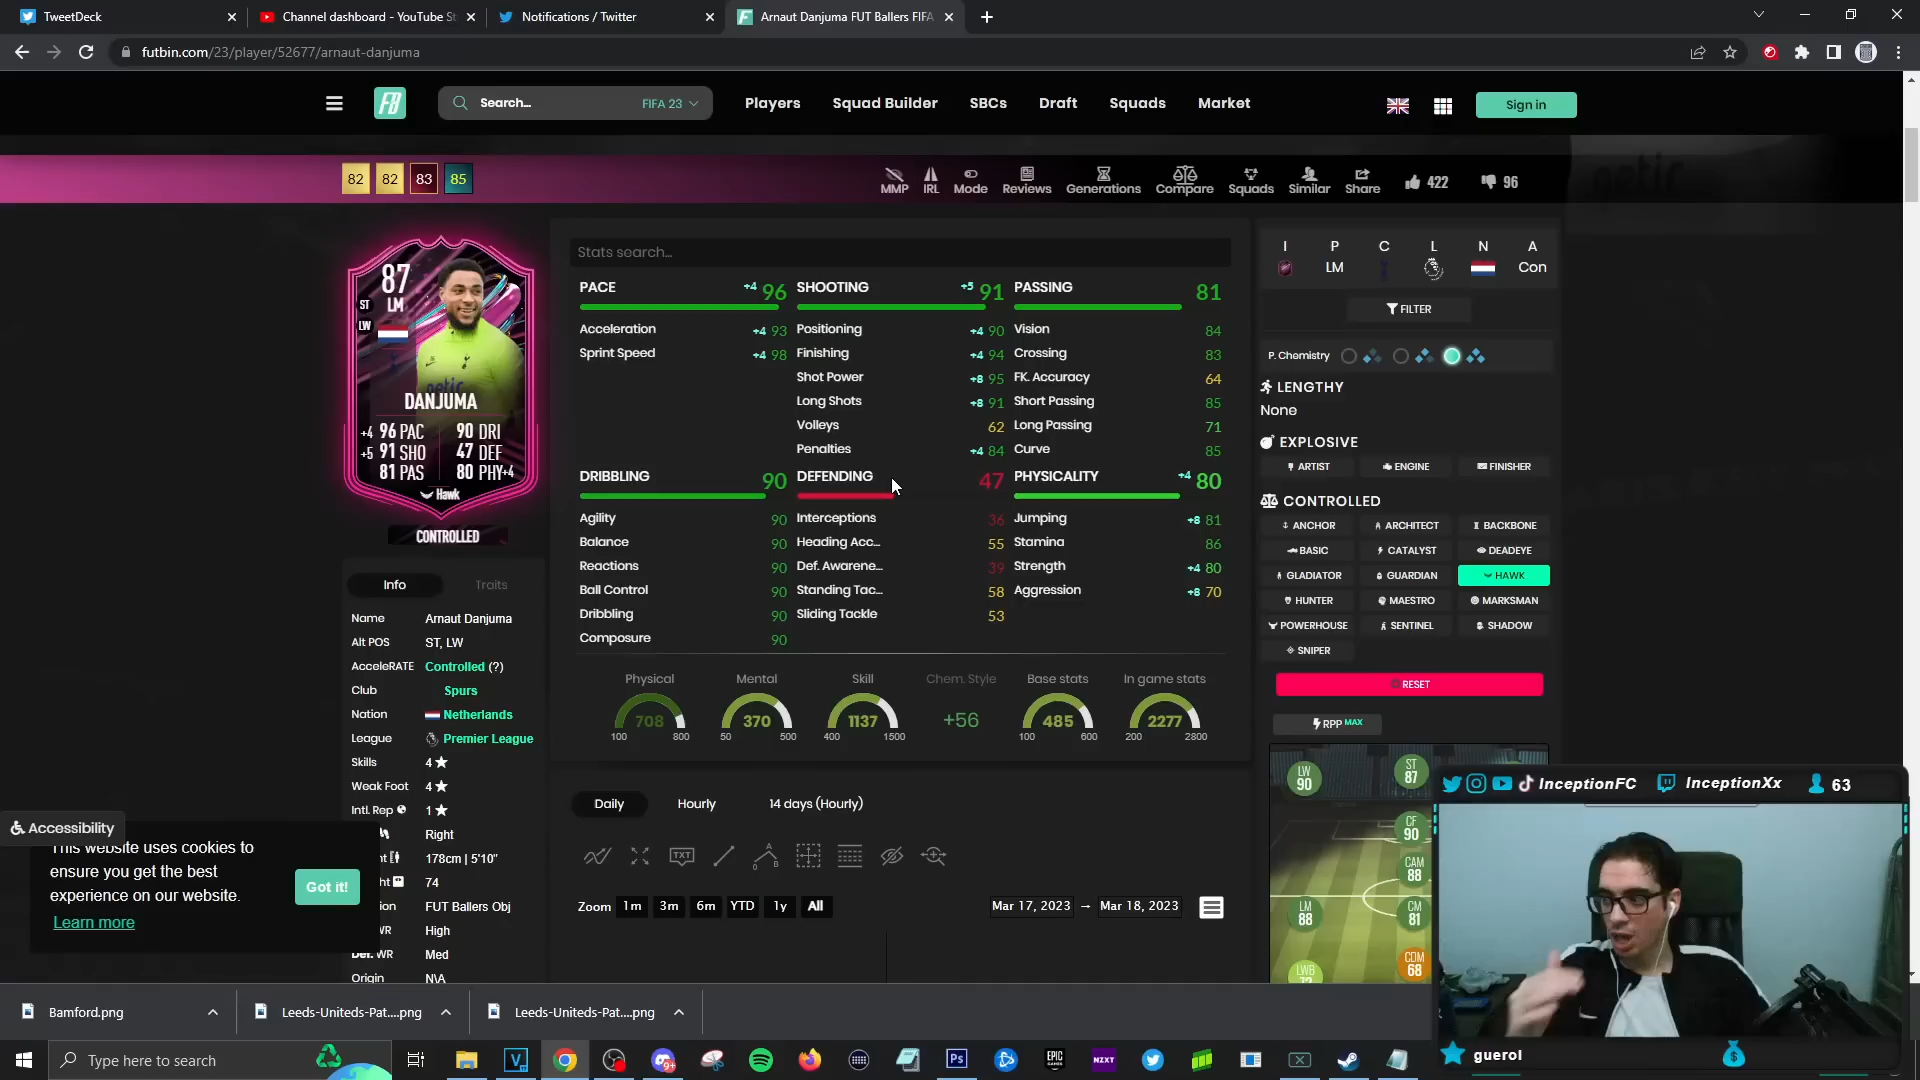 TweetDeck
Channel dashboard - YouTube St
Notifications / Twitter
Arnaut Danjuma FUT Ballers FIFA
futbin.com/23/player/52677/arnaut-danjuma
FB
Search...
FIFA 23
Players
Squad Builder
SBCs
Draft
Squads
Market
Sign in
82 82 83 85
MMP
IRL
Mode
Reviews
Generations
Compare
Squads
Similar
Share
422
96
87
LM
ST
LW
DANJUMA
+4 96 PAC 90 DRI
+5 91 SHO 47 DEF
81 PAS 80 PHY+4
Hawk
CONTROLLED
Info
Traits
Name Arnaut Danjuma
Alt POS ST, LW
AcceleRATE Controlled (?)
Club Spurs
Nation Netherlands
League Premier League
Skills 4★
Weak Foot 4★
Intl. Rep 1★
Right
178cm | 5'10"
74
FUT Ballers Obj
High
Def. WR Med
Origin N\A
Stats search...
PACE +4 96
Acceleration +4 93
Sprint Speed +4 98
SHOOTING +5 91
Positioning +4 90
Finishing +4 94
Shot Power +8 95
Long Shots +8 91
Volleys 62
Penalties +4 84
PASSING 81
Vision 84
Crossing 83
FK. Accuracy 64
Short Passing 85
Long Passing 71
Curve 85
DRIBBLING 90
Agility 90
Balance 90
Reactions 90
Ball Control 90
Dribbling 90
Composure 90
DEFENDING 47
Interceptions 36
Heading Acc... 55
Def. Awarene... 39
Standing Tac... 58
Sliding Tackle 53
PHYSICALITY +4 80
Jumping +8 81
Stamina 86
Strength +4 80
Aggression +8 70
Physical
708
100 800
Mental
370
50 500
Skill
1137
400 1500
Chem. Style
+56
Base stats
485
100 600
In game stats
2277
200 2800
Daily
Hourly
14 days (Hourly)
TXT
Zoom 1m 3m 6m YTD 1y All
Mar 17, 2023 → Mar 18, 2023
I P C L N A
LM
Con
FILTER
P. Chemistry
LENGTHY
None
EXPLOSIVE
ARTIST ENGINE FINISHER
CONTROLLED
ANCHOR ARCHITECT BACKBONE
BASIC CATALYST DEADEYE
GLADIATOR GUARDIAN HAWK
HUNTER MAESTRO MARKSMAN
POWERHOUSE SENTINEL SHADOW
SNIPER
RESET
RPP MAX
LW
90
ST
87
CF
90
CAM
88
LM
88
CM
81
CDM
68
LWB
Accessibility
This website uses cookies to
ensure you get the best
experience on our website.
Learn more
Got it!
InceptionFC
InceptionXx
63
guerol
Bamford.png
Leeds-Uniteds-Pat....png
Leeds-Uniteds-Pat....png
Type here to search
9+
Ps
EPIC
GAMES
NZXT